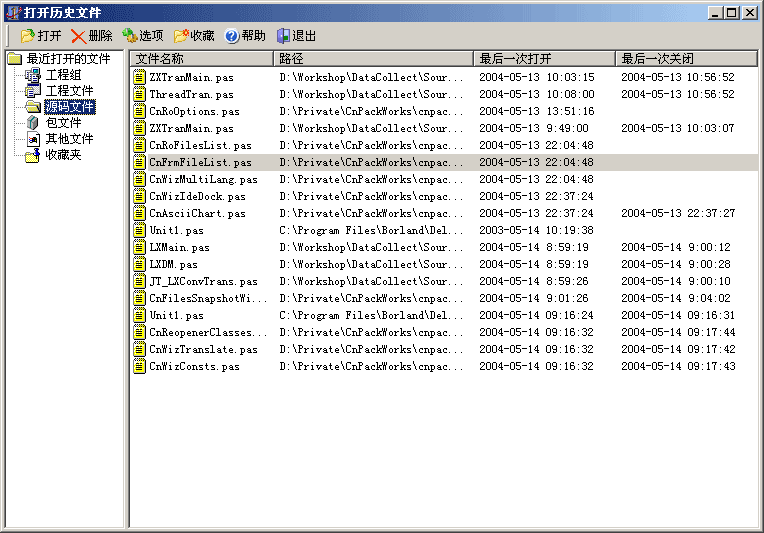 打开历史文件
打开 删除 选项 收藏 帮助 退出
最近打开的文件
工程组
工程文件
源码文件
包文件
其他文件
收藏夹
文件名称 路径 最后一次打开 最后一次关闭
ZXTranMain.pas D:\Workshop\DataCollect\Sour... 2004-05-13 10:03:15 2004-05-13 10:56:52
ThreadTran.pas D:\Workshop\DataCollect\Sour... 2004-05-13 10:08:00 2004-05-13 10:56:52
CnRoOptions.pas D:\Private\CnPackWorks\cnpac... 2004-05-13 13:51:16
ZXTranMain.pas D:\Workshop\DataCollect\Sour... 2004-05-13 9:49:00 2004-05-13 10:03:07
CnRoFilesList.pas D:\Private\CnPackWorks\cnpac... 2004-05-13 22:04:48
CnFrmFileList.pas D:\Private\CnPackWorks\cnpac... 2004-05-13 22:04:48
CnWizMultiLang.pas D:\Private\CnPackWorks\cnpac... 2004-05-13 22:04:48
CnWizIdeDock.pas D:\Private\CnPackWorks\cnpac... 2004-05-13 22:37:24
CnAsciiChart.pas D:\Private\CnPackWorks\cnpac... 2004-05-13 22:37:24 2004-05-13 22:37:27
Unit1.pas C:\Program Files\Borland\Del... 2003-05-14 10:19:38
LXMain.pas D:\Workshop\DataCollect\Sour... 2004-05-14 8:59:19 2004-05-14 9:00:12
LXDM.pas D:\Workshop\DataCollect\Sour... 2004-05-14 8:59:19 2004-05-14 9:00:28
JT_LXConvTrans.pas D:\Workshop\DataCollect\Sour... 2004-05-14 8:59:26 2004-05-14 9:00:10
CnFilesSnapshotWi... D:\Private\CnPackWorks\cnpac... 2004-05-14 9:01:26 2004-05-14 9:04:02
Unit1.pas C:\Program Files\Borland\Del... 2004-05-14 09:16:24 2004-05-14 09:16:31
CnReopenerClasses... D:\Private\CnPackWorks\cnpac... 2004-05-14 09:16:32 2004-05-14 09:17:44
CnWizTranslate.pas D:\Private\CnPackWorks\cnpac... 2004-05-14 09:16:32 2004-05-14 09:17:42
CnWizConsts.pas D:\Private\CnPackWorks\cnpac... 2004-05-14 09:16:32 2004-05-14 09:17:43